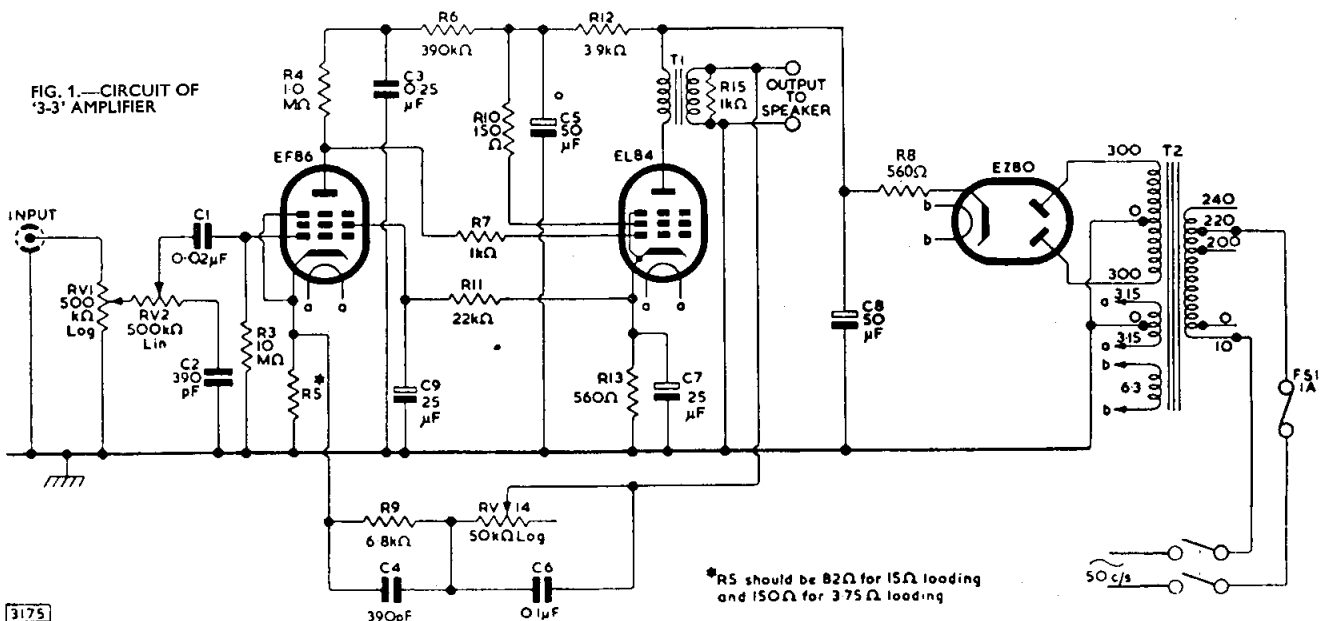 FIG. 1.—CIRCUIT OF
'3-3' AMPLIFIER
R4
1.0
MΩ
R6
390kΩ
C3
0.25
μF
R12
3.9kΩ
R10
150
Ω
C5
50
μF
T1
R15
1kΩ
OUTPUT
TO
SPEAKER
EF86
EL84
R8
560Ω
EZ80
b
b
300
0
300
T2
240
220
200
a 3.15
0
a 3.15
b
6.3
b
0
10
INPUT
C1
0.02μF
R7
1kΩ
R11
22kΩ
a
a
a
a
RV1
500
kΩ
Log
RV2
500kΩ
Lin
C2
390
pF
R3
10
MΩ
R5*
C9
25
μF
R13
560Ω
C7
25
μF
C8
50
μF
FS1
1A
R9
6.8kΩ
RV 14
50kΩ Log
C4
390pF
C6
0.1μF
50 c/s
*R5 should be 82Ω for 15Ω loading
and 150Ω for 3.75Ω loading
3175